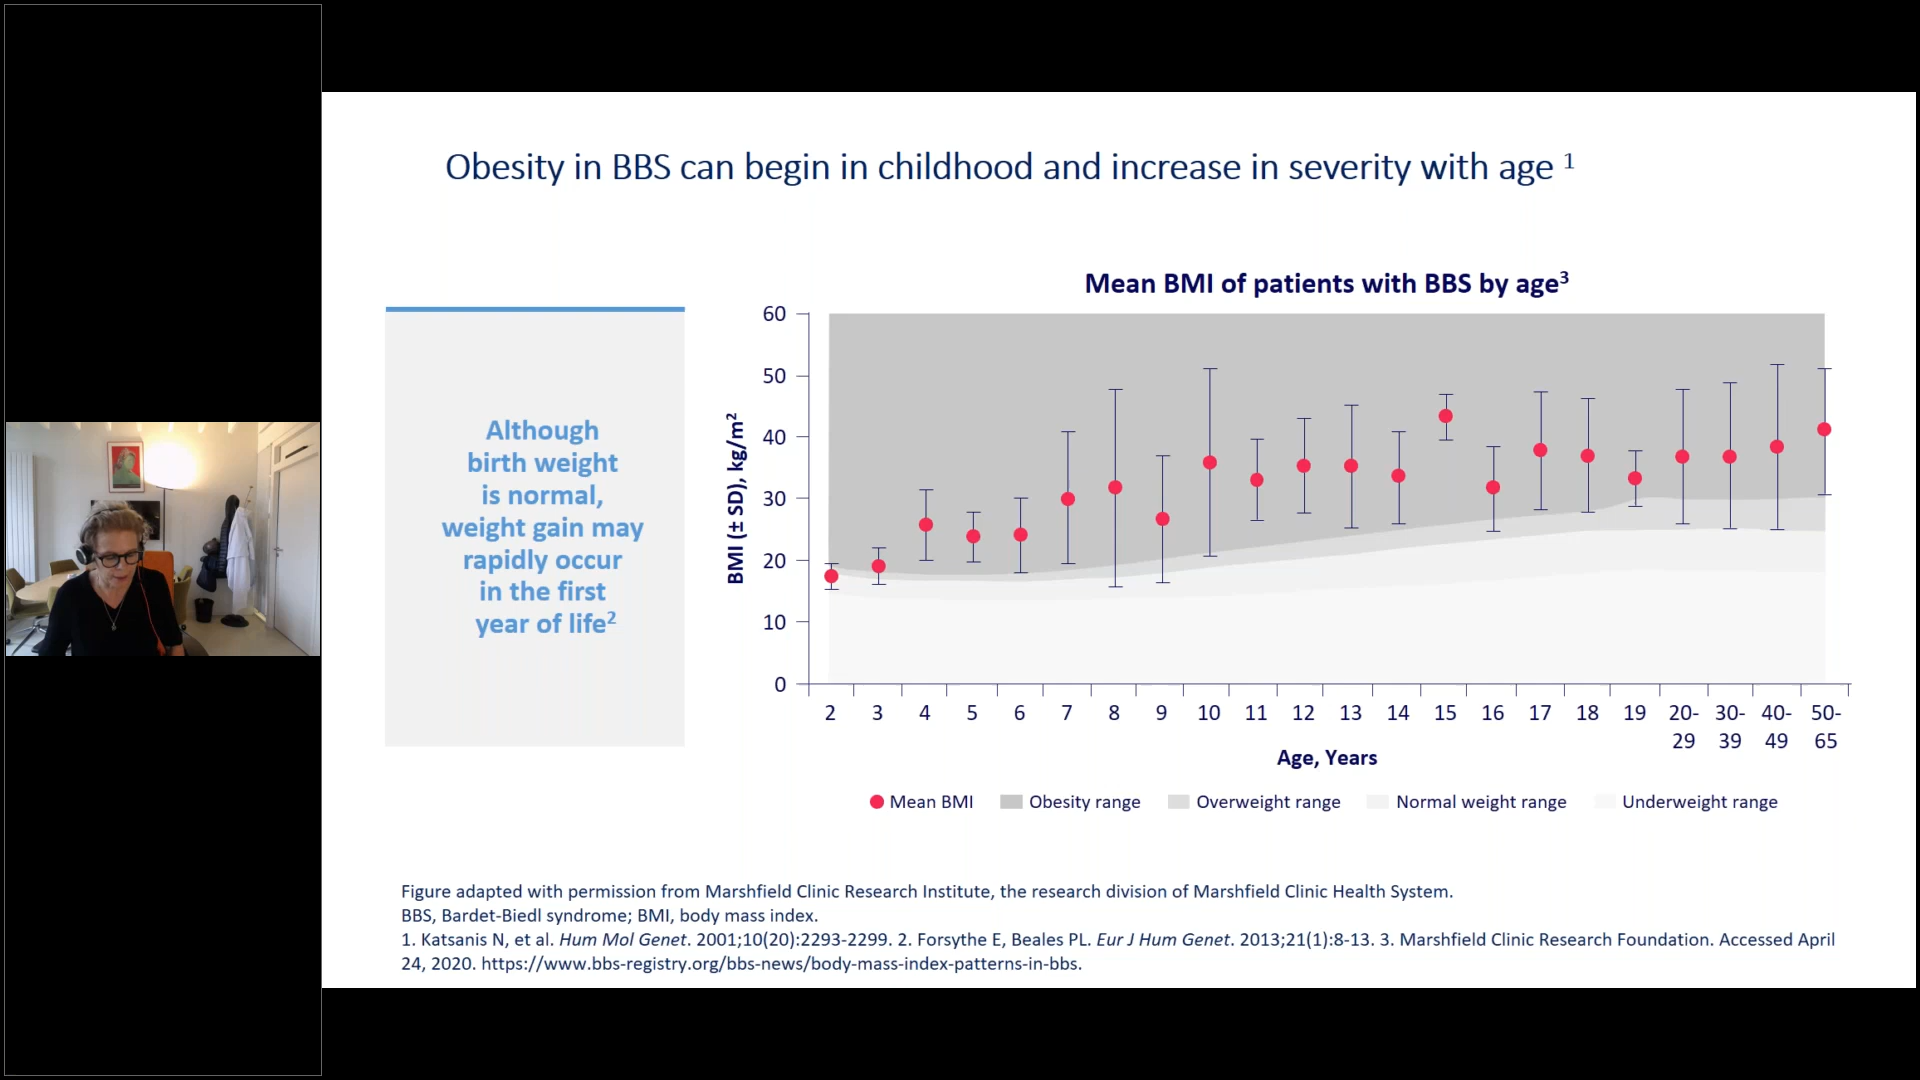 Obesity in BBS can begin in childhood and increase in severity with age ¹
Although
birth weight
is normal,
weight gain may
rapidly occur
in the first
year of life²
Mean BMI of patients with BBS by age³
BMI (± SD), kg/m²
60
50
40
30
20
10
0
2 3 4 5 6 7 8 9 10 11 12 13 14 15 16 17 18 19 20-29 30-39 40-49 50-65
Age, Years
Mean BMI Obesity range Overweight range Normal weight range Underweight range
Figure adapted with permission from Marshfield Clinic Research Institute, the research division of Marshfield Clinic Health System.
BBS, Bardet-Biedl syndrome; BMI, body mass index.
1. Katsanis N, et al. Hum Mol Genet. 2001;10(20):2293-2299. 2. Forsythe E, Beales PL. Eur J Hum Genet. 2013;21(1):8-13. 3. Marshfield Clinic Research Foundation. Accessed April
24, 2020. https://www.bbs-registry.org/bbs-news/body-mass-index-patterns-in-bbs.